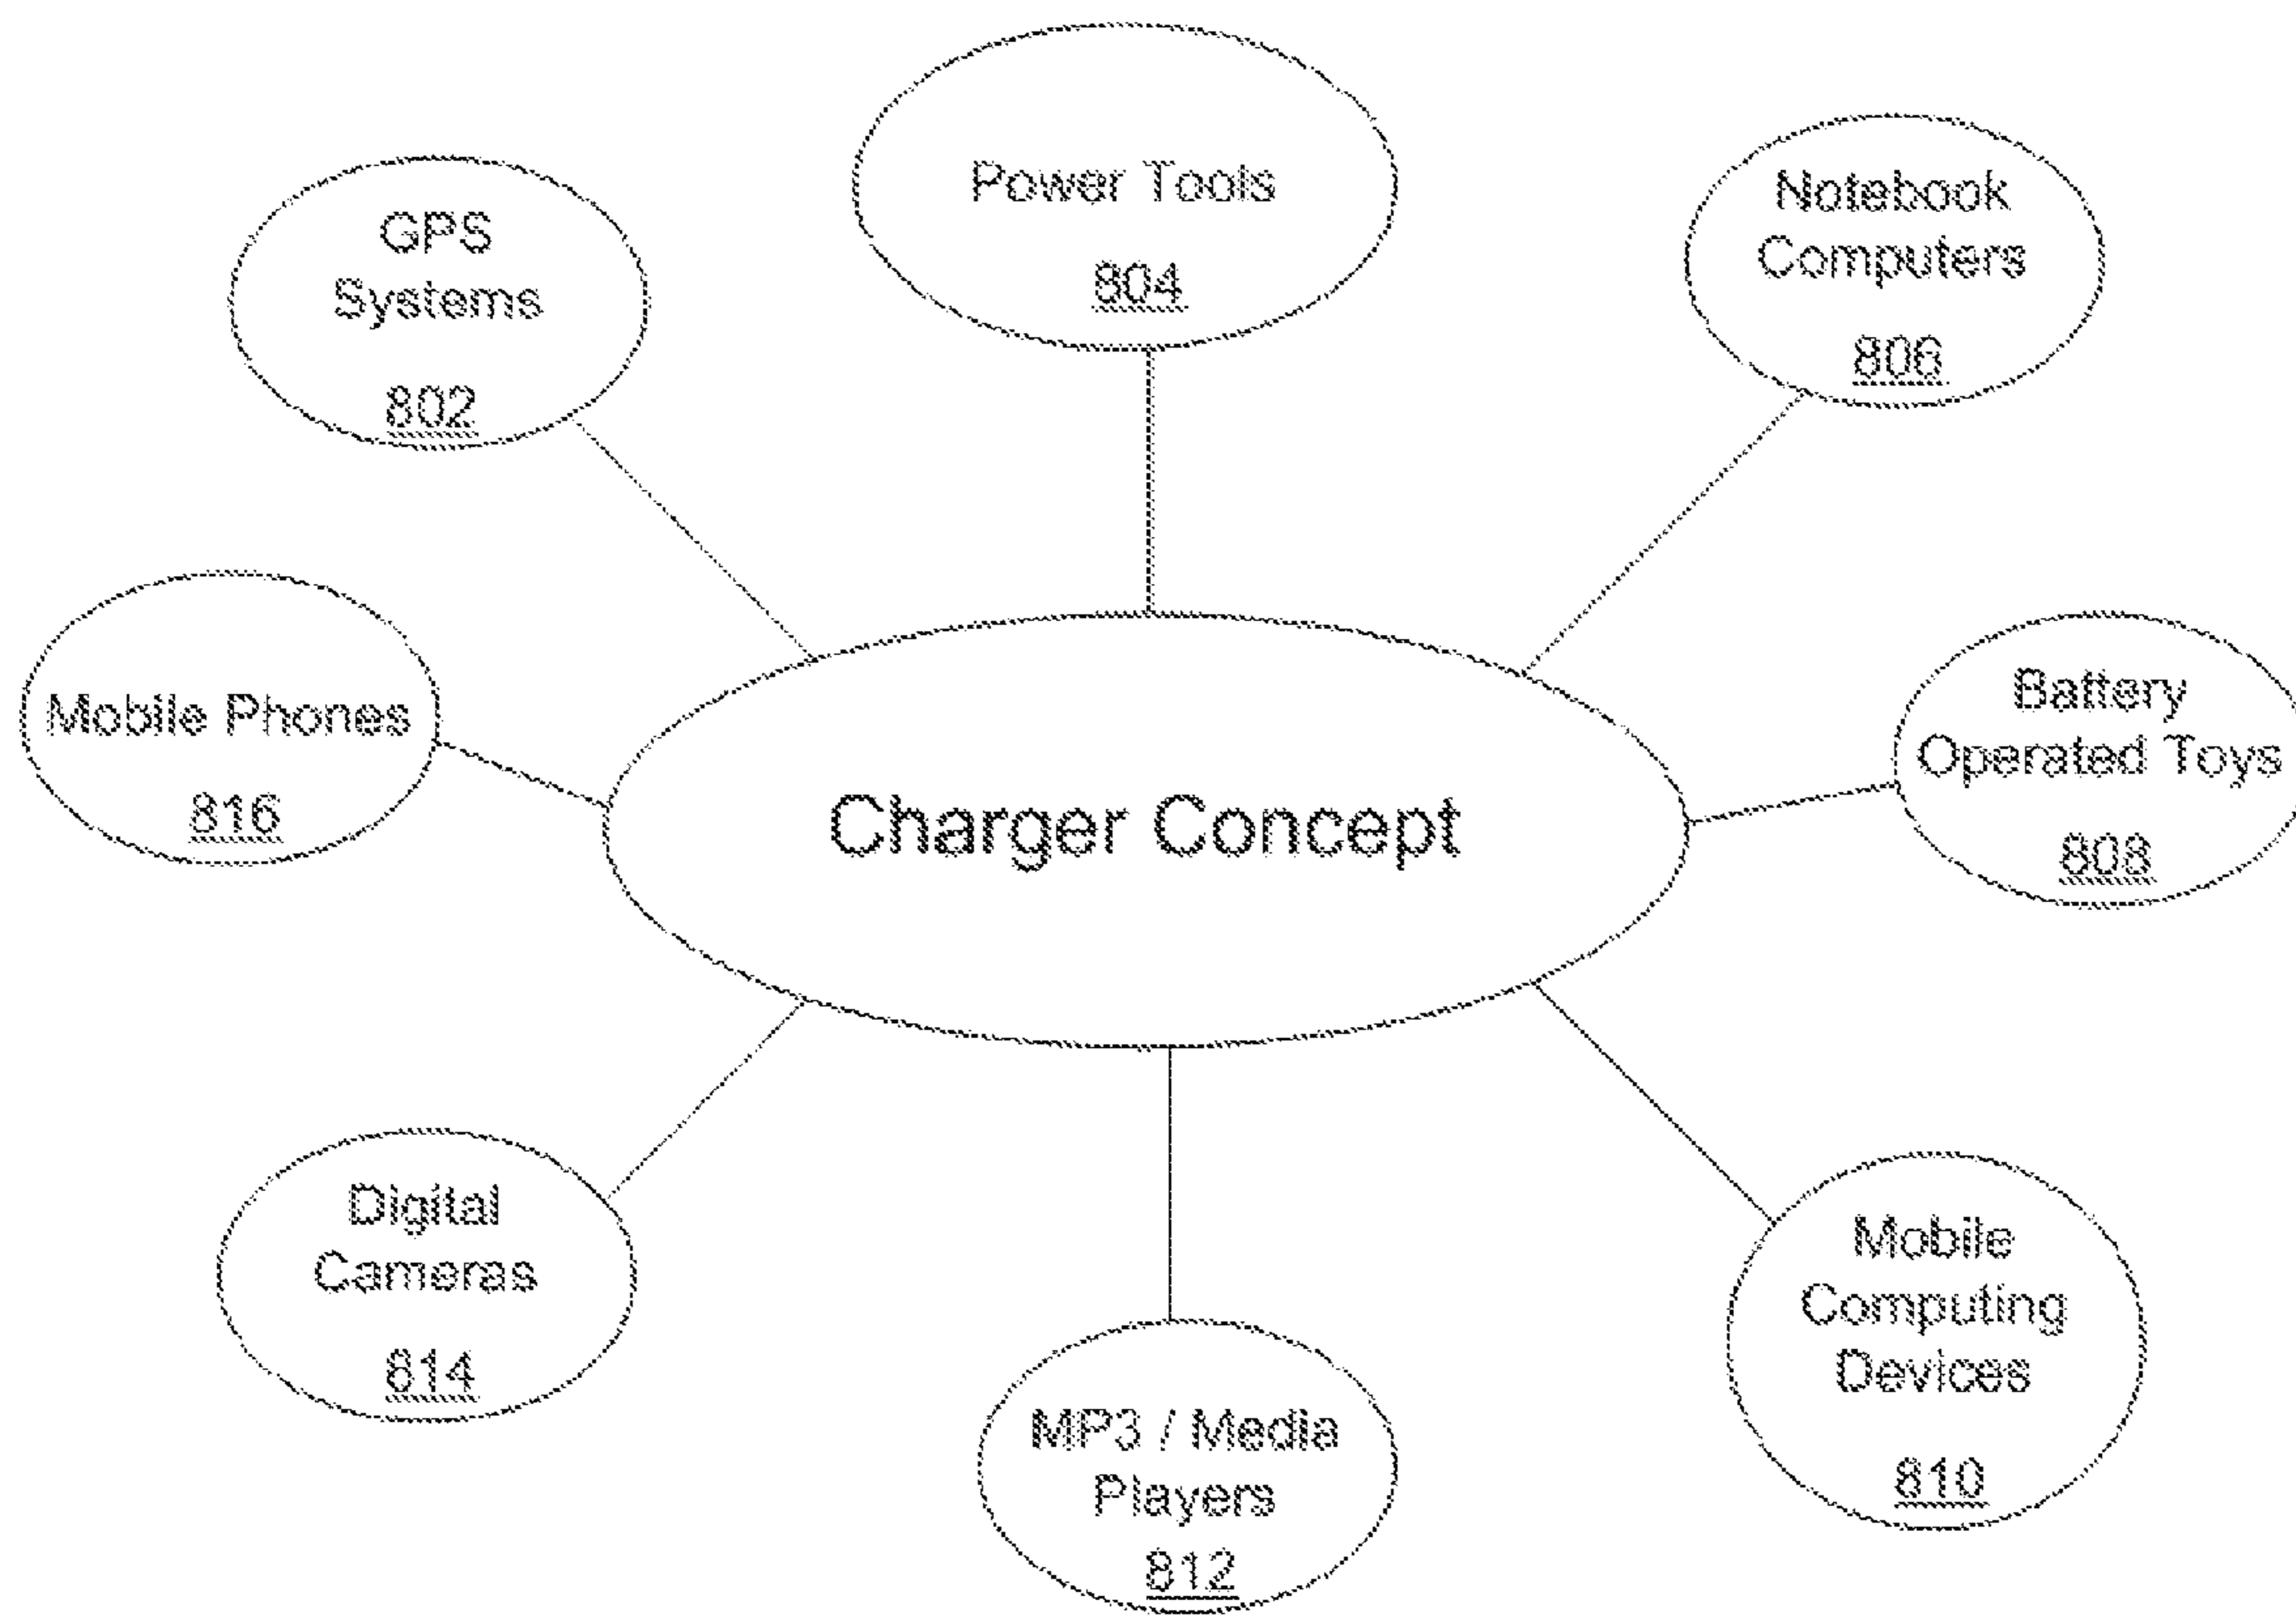 Power Tools
804
Notebook
Computers
806
GPS
Systems
802
Mobile Phones
816
Charger Concept
Battery
Operated Toys
808
Digital
Cameras
814
MP3 / Media
Players
812
Mobile
Computing
Devices
810